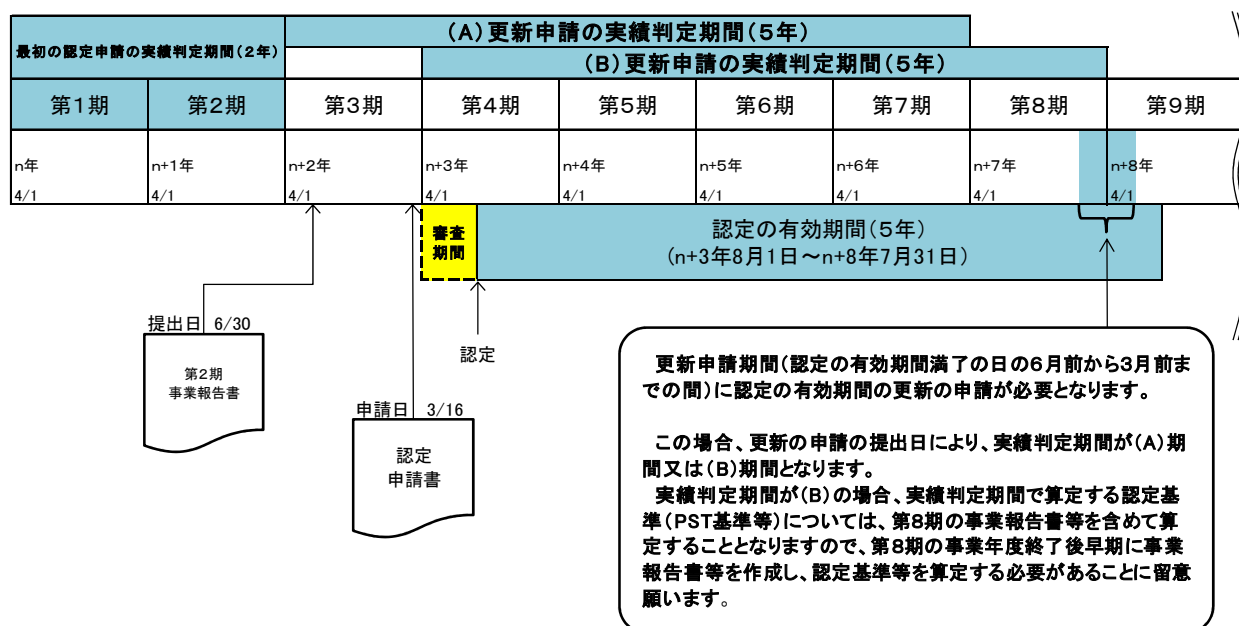 (A)更新申請の実績判定期間(5年)
最初の認定申請の実績判定期間(2年)
(B)更新申請の実績判定期間(5年)
第1期 第2期 第3期 第4期 第5期 第6期 第7期 第8期 第9期
n年 n+1年 n+2年 n+3年 n+4年 n+5年 n+6年 n+7年 n+8年
4/1 4/1 4/1 4/1 4/1 4/1 4/1 4/1 4/1
審査
期間
認定の有効期間(5年)
(n+3年8月1日~n+8年7月31日)
提出日 6/30
第2期
事業報告書
認定
申請日 3/16
認定
申請書
更新申請期間(認定の有効期間満了の日の6月前から3月前ま
での間)に認定の有効期間の更新の申請が必要となります。
この場合、更新の申請の提出日により、実績判定期間が(A)期
間又は(B)期間となります。
実績判定期間が(B)の場合、実績判定期間で算定する認定基
準(PST基準等)については、第8期の事業報告書等を含めて算
定することとなりますので、第8期の事業年度終了後早期に事業
報告書等を作成し、認定基準等を算定する必要があることに留意
願います。